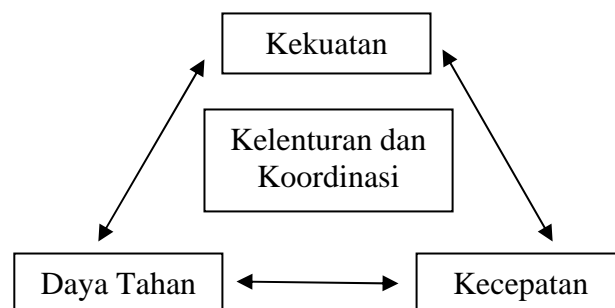 Kekuatan
Kelenturan dan
Koordinasi
Daya Tahan
Kecepatan